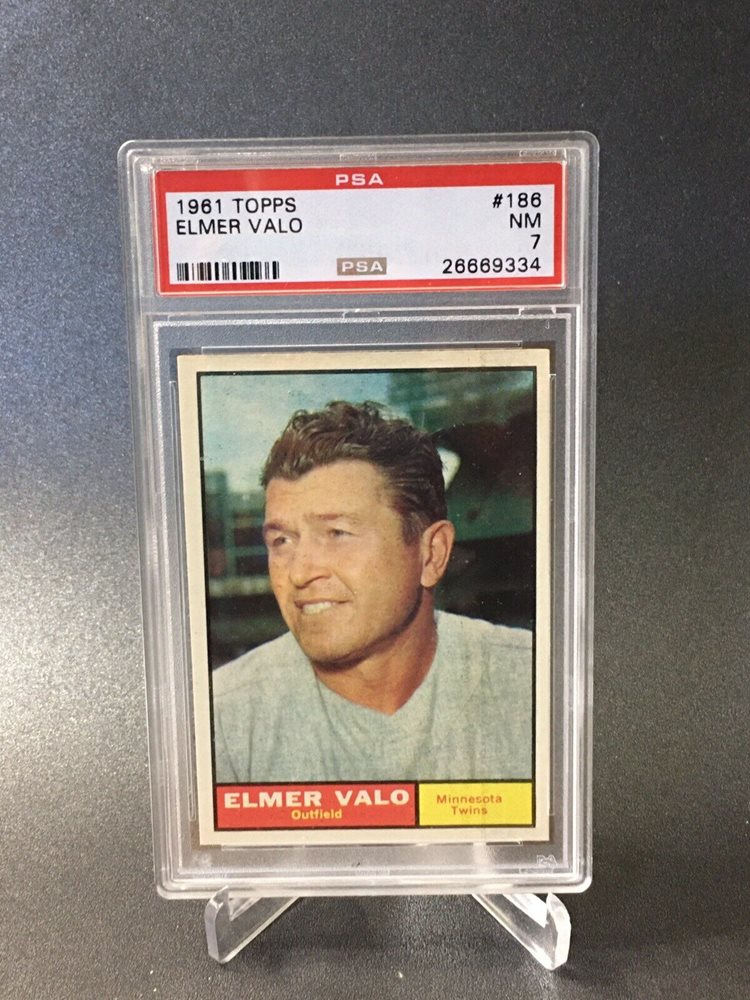 PSA
1961 TOPPS #186
ELMER VALO NM
7
PSA 26669334
ELMER VALO
Outfield
Minnesota
Twins